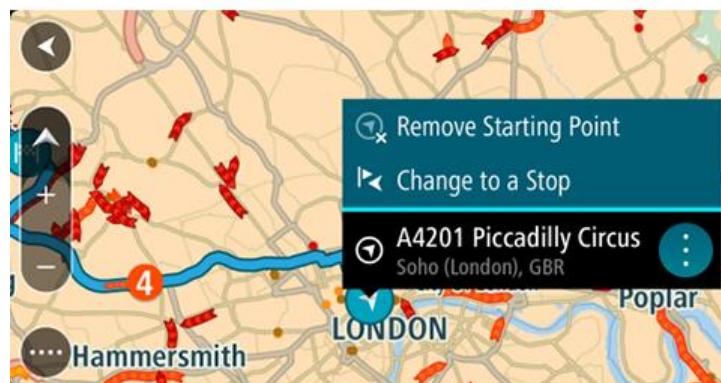 Remove Starting Point
Change to a Stop
A4201 Piccadilly Circus
Soho (London), GBR
4
Poplar
LONDON
Hammersmith